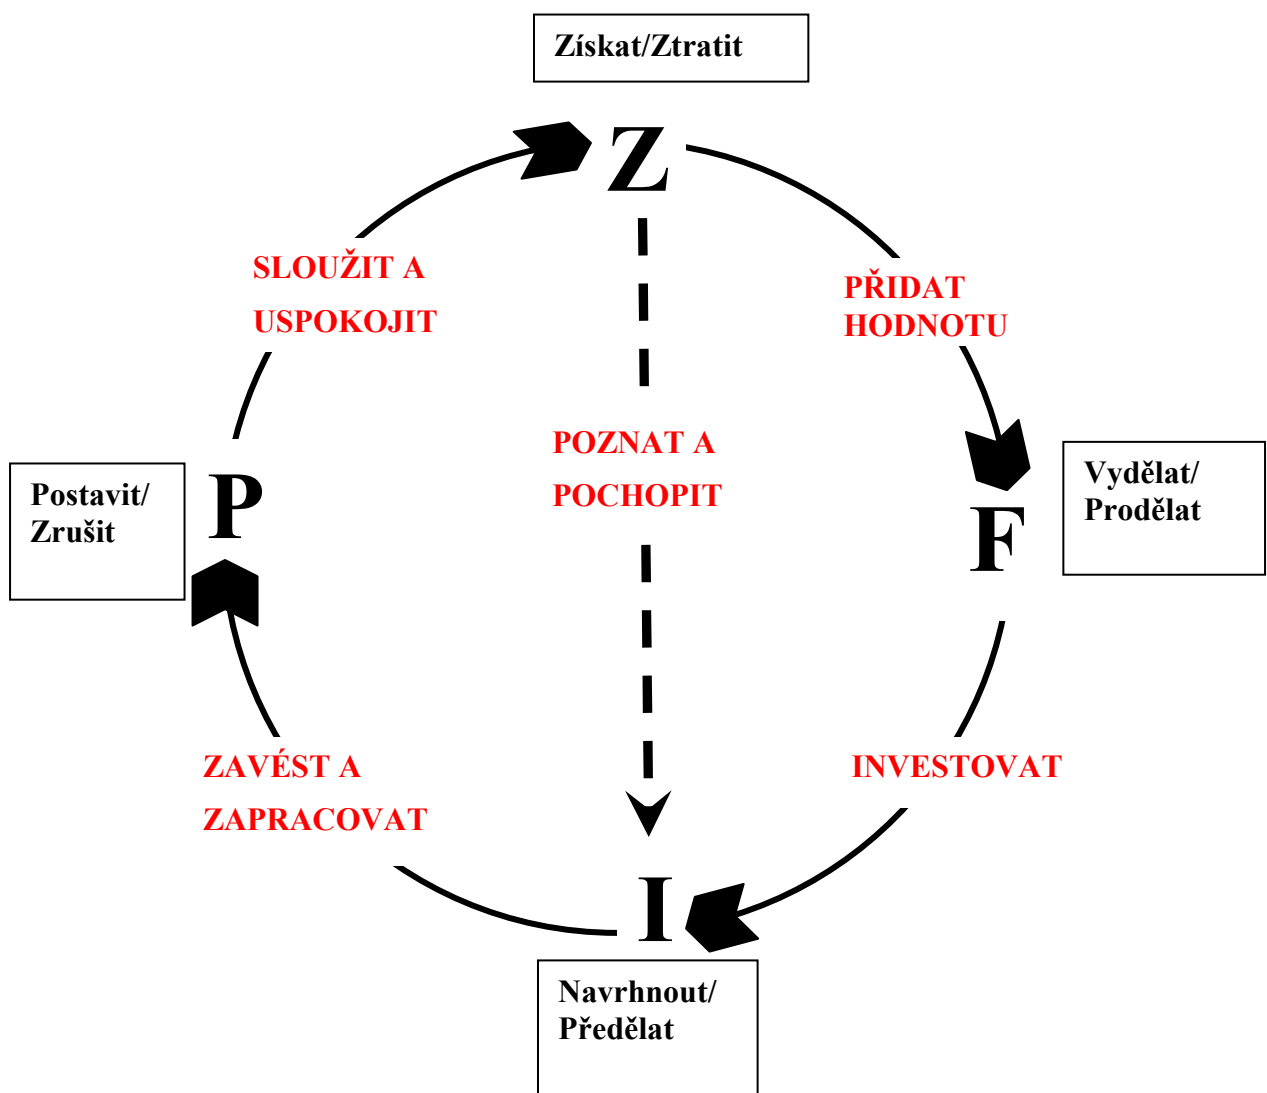 Získat/Ztratit
Z
SLOUŽIT A
USPOKOJIT
PŘIDAT
HODNOTU
POZNAT A
POCHOPIT
Postavit/
Zrušit
P
Vydělat/
Prodělat
F
ZAVÉST A
ZAPRACOVAT
INVESTOVAT
I
Navrhnout/
Předělat